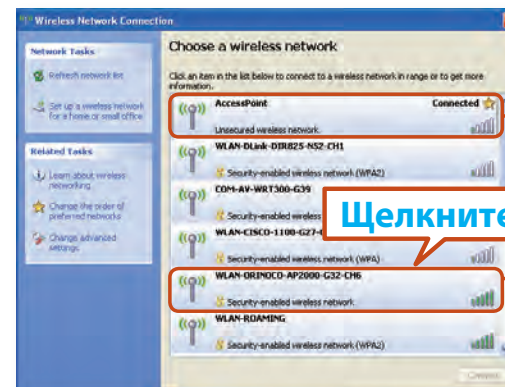 Wireless Network Connection
Network Tasks
Refresh network list
Set up a wireless network
for a home or small office
Related Tasks
Learn about wireless
networking
Change the order of
preferred networks
Change advanced
settings
Choose a wireless network
Click an item in the list below to connect to a wireless network in range or to get more
information.
AccessPoint Connected
Unsecured wireless network
WLAN-DLink-DIR825-N52-CH1
Security-enabled wireless network (WPA2)
COM-AV-WRT300-G39
Security-enabled wireless
Щелкните
WLAN-CISCO-1100-G27-
Security-enabled wireless network (WPA)
WLAN-ORINOCO-AP2000-G32-CH6
Security-enabled wireless network
WLAN-ROAMING
Security-enabled wireless network (WPA2)
Connect